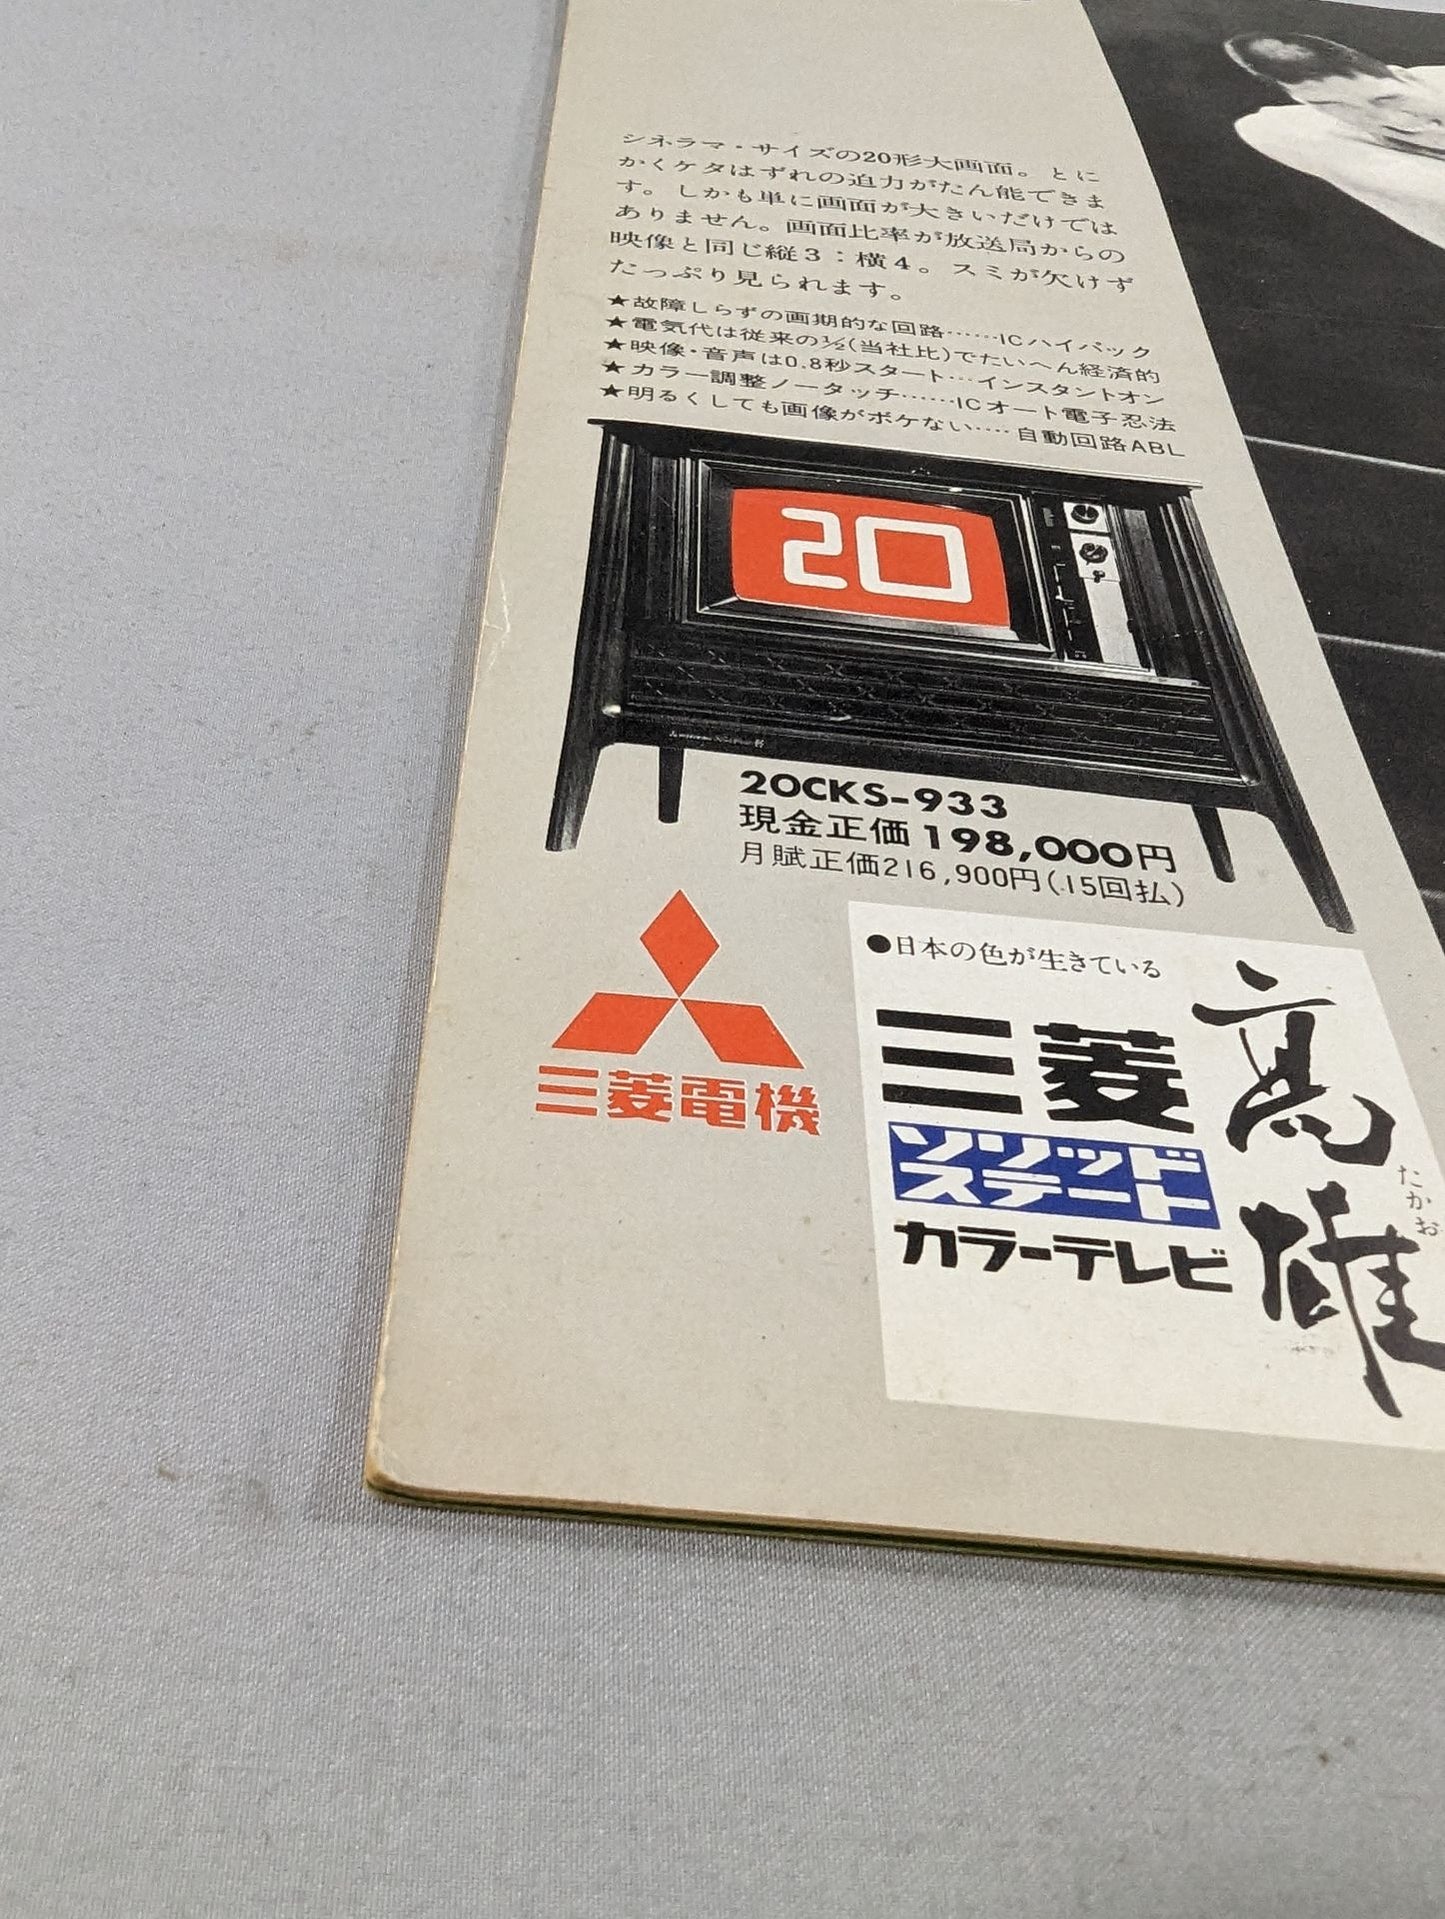 シネラマ・サイズの20形大画面。とに
かくケタはずれの迫力がたん能できま
す。しかも単に画面が大きいだけでは
ありません。画面比率が放送局からの
映像と同じ縦3：横4。スミが欠けず
たっぷり見られます。
★故障しらずの画期的な回路……ICハイパック
★電気代は従来の½(当社比)でたいへん経済的
★映像・音声は0.8秒スタート…インスタントオン
★カラー調整ノータッチ……ICオート電子忍法
★明るくしても画像がボケない‥‥自動回路ABL
20
20CKS-933
現金正価198,000円
月賦正価216,900円(15回払)
三菱電機
●日本の色が生きている
三菱
ソリッド
ステート
カラーテレビ
高雄
たかお